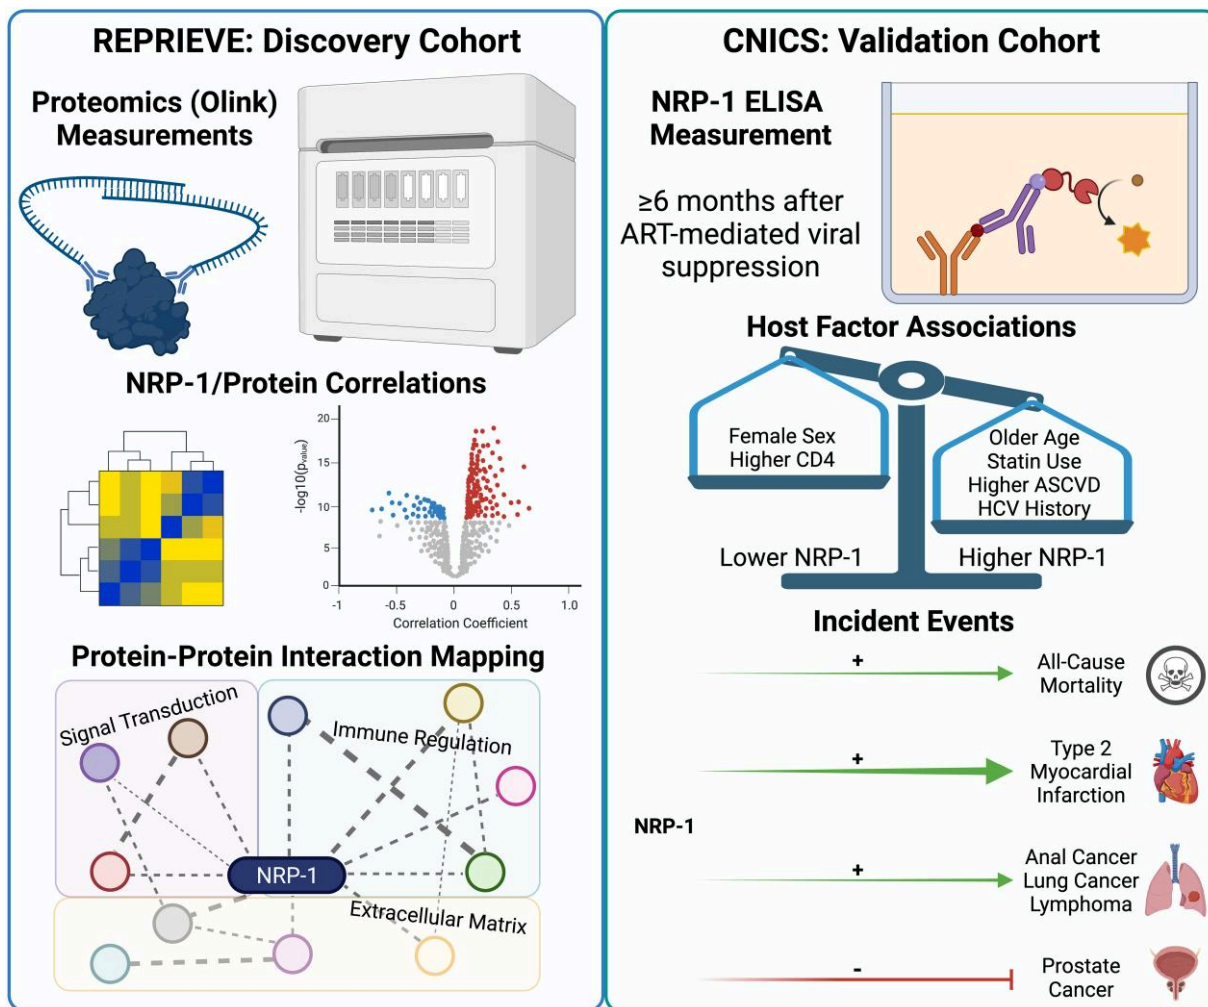 REPRIEVE: Discovery Cohort
Proteomics (Olink)
Measurements
NRP-1/Protein Correlations
-log10(pvalue)
20
15
10
5
0
-1
-0.5
0
0.5
1.0
Correlation Coefficient
Protein-Protein Interaction Mapping
Signal Transduction
Immune Regulation
NRP-1
Extracellular Matrix
CNICS: Validation Cohort
NRP-1 ELISA
Measurement
≥6 months after
ART-mediated viral
suppression
Host Factor Associations
Female Sex
Higher CD4
Older Age
Statin Use
Higher ASCVD
HCV History
Lower NRP-1
Higher NRP-1
Incident Events
NRP-1
+
All-Cause
Mortality
+
Type 2
Myocardial
Infarction
+
Anal Cancer
Lung Cancer
Lymphoma
-
Prostate
Cancer